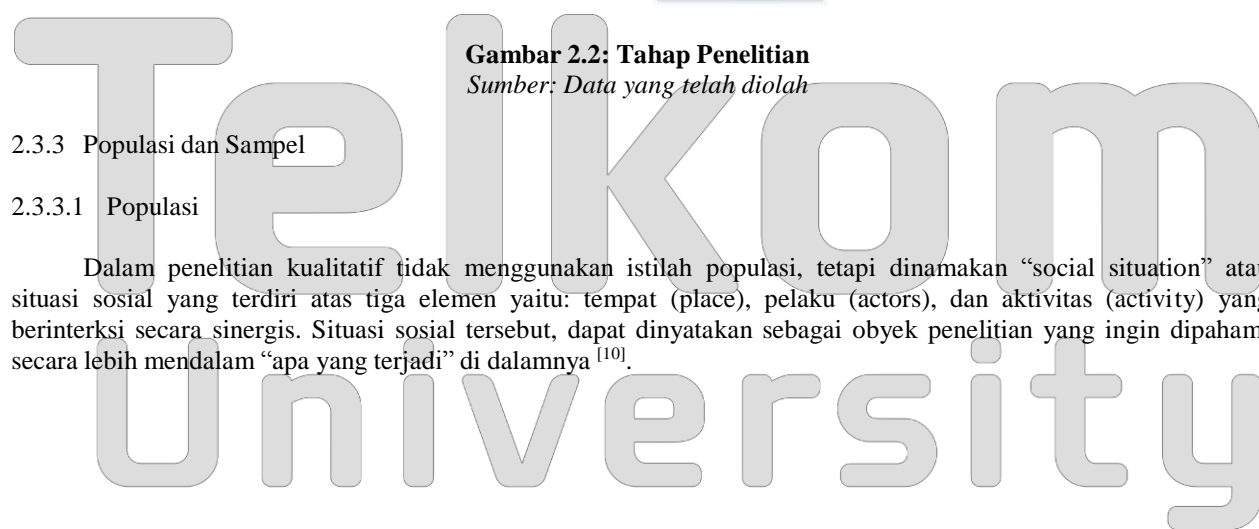 Gambar 2.2: Tahap Penelitian
Sumber: Data yang telah diolah
2.3.3 Populasi dan Sampel
2.3.3.1 Populasi
Dalam penelitian kualitatif tidak menggunakan istilah populasi, tetapi dinamakan “social situation” atau
situasi sosial yang terdiri atas tiga elemen yaitu: tempat (place), pelaku (actors), dan aktivitas (activity) yang
berinterksi secara sinergis. Situasi sosial tersebut, dapat dinyatakan sebagai obyek penelitian yang ingin dipaham
secara lebih mendalam “apa yang terjadi” di dalamnya [10].
Telkom
University